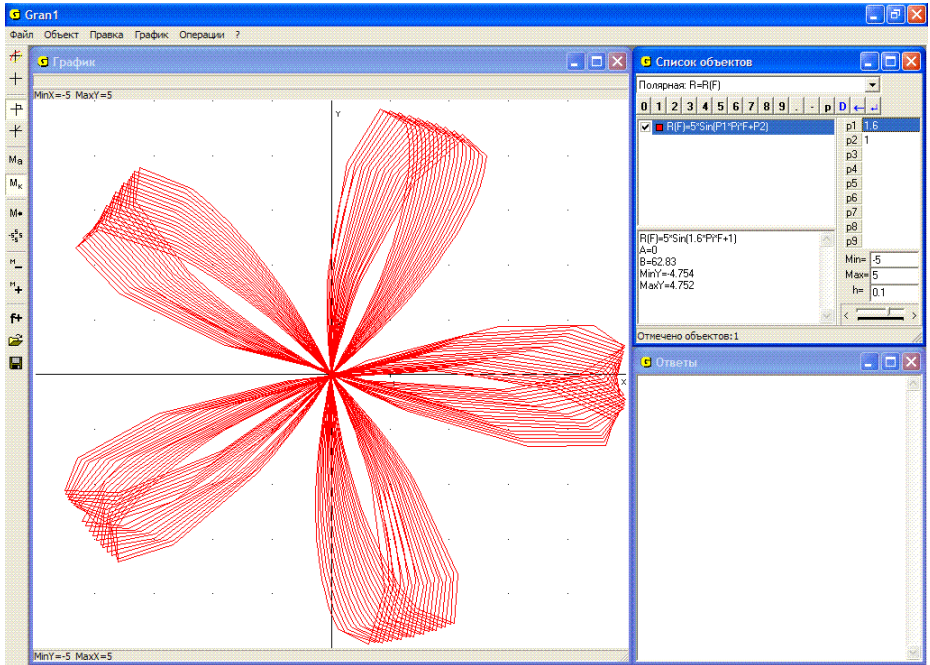 Gran1
Файл Объект Правка График Операции ?
График
MinX=-5 MaxY=5
Y
X
MinY=-5 MaxX=5
Ma
Mк
M•
M
M+
f+
Список объектов
Полярная: R=R(F)
0 1 2 3 4 5 6 7 8 9 . - p D ← ↲
R(F)=5*Sin(P1*Pi*F+P2)
p1 1.6
p2 1
p3
p4
p5
p6
p7
p8
p9
R(F)=5*Sin(1.6*Pi*F+1)
A=0
B=62.83
MinY=-4.754
MaxY=4.752
Min= -5
Max= 5
h= 0.1
< >
Отмечено объектов:1
Ответы